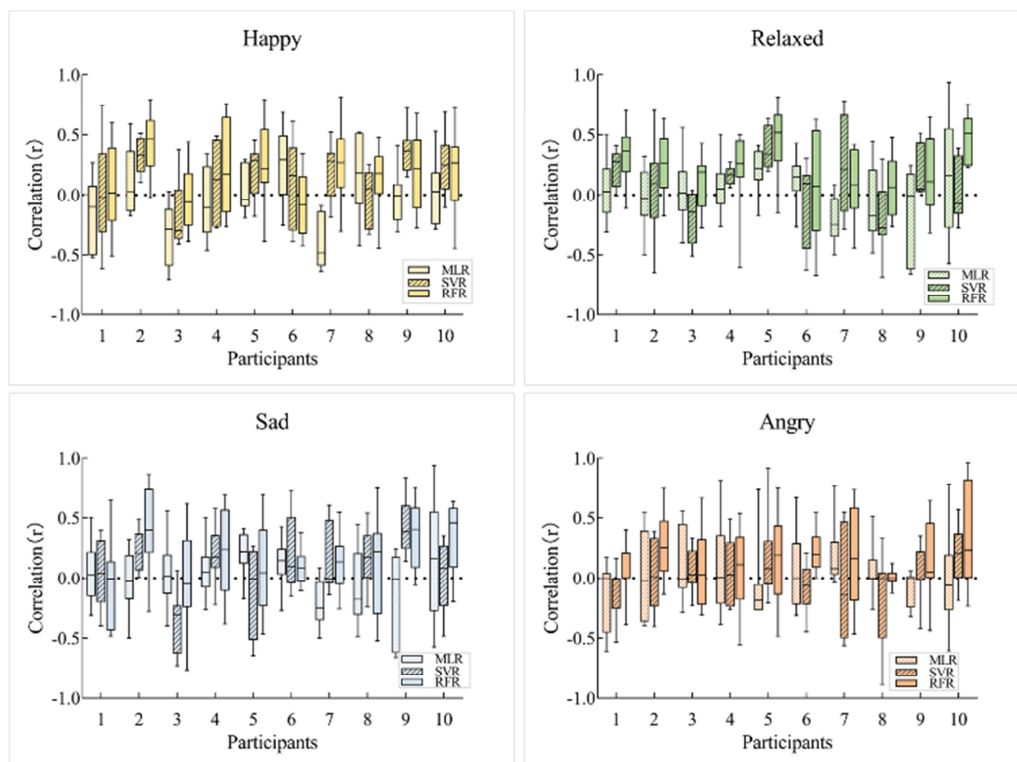 Happy
Correlation(r)
1.0
0.5
0.0
-0.5
-1.0
MLR
SVR
RFR
1 2 3 4 5 6 7 8 9 10
Participants
Relaxed
Correlation(r)
1.0
0.5
0.0
-0.5
-1.0
MLR
SVR
RFR
1 2 3 4 5 6 7 8 9 10
Participants
Sad
Correlation(r)
1.0
0.5
0.0
-0.5
-1.0
MLR
SVR
RFR
1 2 3 4 5 6 7 8 9 10
Participants
Angry
Correlation(r)
1.0
0.5
0.0
-0.5
-1.0
MLR
SVR
RFR
1 2 3 4 5 6 7 8 9 10
Participants